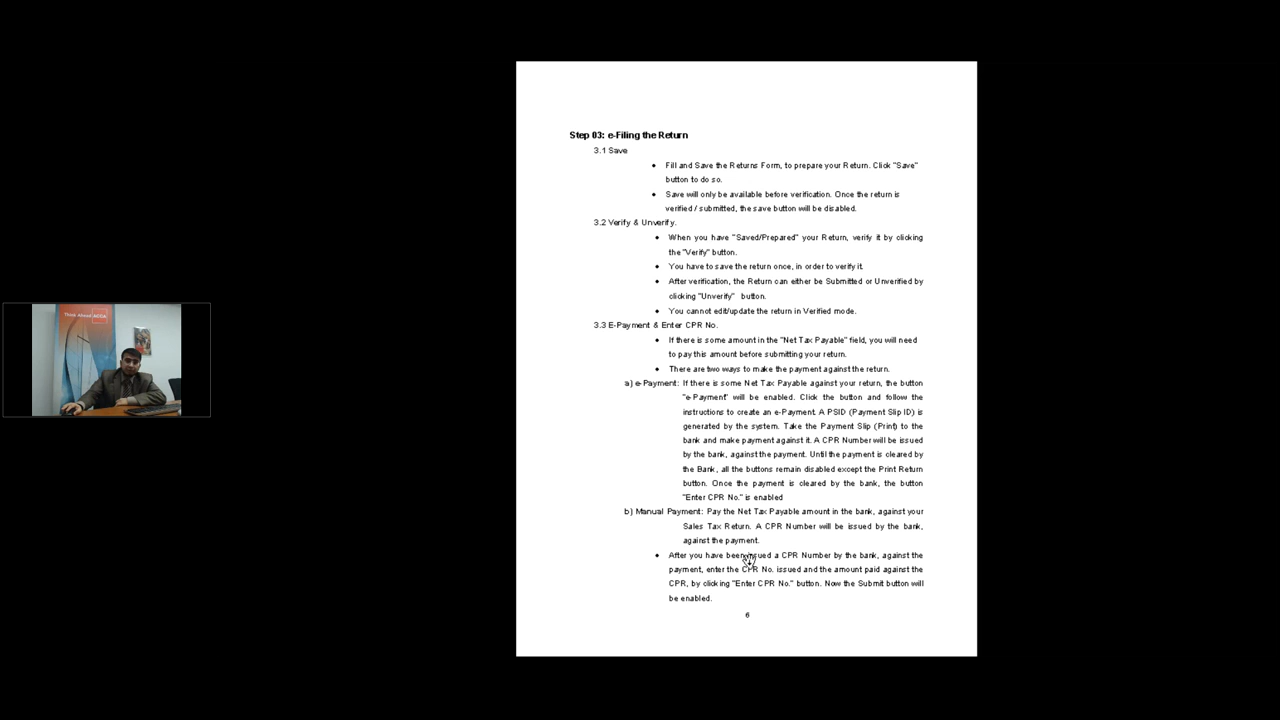 Think Ahead ACCA
Step 03: e-Filing the Return
3.1 Save
• Fill and Save the Returns Form, to prepare your Return. Click "Save"
button to do so.
• Save will only be available before verification. Once the return is
verified / submitted, the save button will be disabled.
3.2 Verify & Unverify.
• When you have "Saved/Prepared" your Return, verify it by clicking
the "Verify" button.
• You have to save the return once, in order to verify it.
• After verification, the Return can either be Submitted or Unverified by
clicking "Unverify" button.
• You cannot edit/update the return in Verified mode.
3.3 E-Payment & Enter CPR No.
• If there is some amount in the "Net Tax Payable" field, you will need
to pay this amount before submitting your return.
• There are two ways to make the payment against the return.
a) e-Payment: If there is some Net Tax Payable against your return, the button
"e-Payment" will be enabled. Click the button and follow the
instructions to create an e-Payment. A PSID (Payment Slip ID) is
generated by the system. Take the Payment Slip (Print) to the
bank and make payment against it. A CPR Number will be issued
by the bank, against the payment. Until the payment is cleared by
the Bank, all the buttons remain disabled except the Print Return
button. Once the payment is cleared by the bank, the button
"Enter CPR No." is enabled
b) Manual Payment: Pay the Net Tax Payable amount in the bank, against your
Sales Tax Return. A CPR Number will be issued by the bank,
against the payment.
• After you have been issued a CPR Number by the bank, against the
payment, enter the CPR No. issued and the amount paid against the
CPR, by clicking "Enter CPR No." button. Now the Submit button will
be enabled.
6